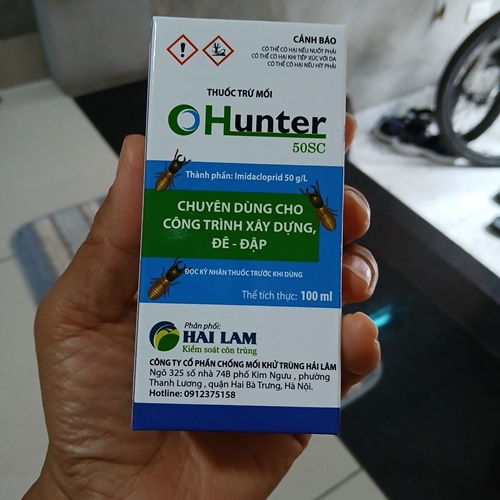 CẢNH BÁO
CÓ THỂ CÓ HẠI NẾU NUỐT PHẢI
CÓ THỂ CÓ HẠI KHI TIẾP XÚC VỚI DA
CÓ THỂ CÓ HẠI NẾU HÍT PHẢI
THUỐC TRỪ MỐI
Hunter
50SC
Thành phần: Imidacloprid 50 g/L
CHUYÊN DÙNG CHO
CÔNG TRÌNH XÂY DỰNG,
ĐÊ - ĐẬP
ĐỌC KỸ NHÃN THUỐC TRƯỚC KHI DÙNG
Thể tích thực: 100 ml
Phân phối:
HAI LAM
Kiểm soát côn trùng
CÔNG TY CỔ PHẦN CHỐNG MỐI KHỬ TRÙNG HẢI LÂM
Ngõ 325 số nhà 74B phố Kim Ngưu , phường
Thanh Lương , quận Hai Bà Trưng, Hà Nội.
Hotline: 0912375158